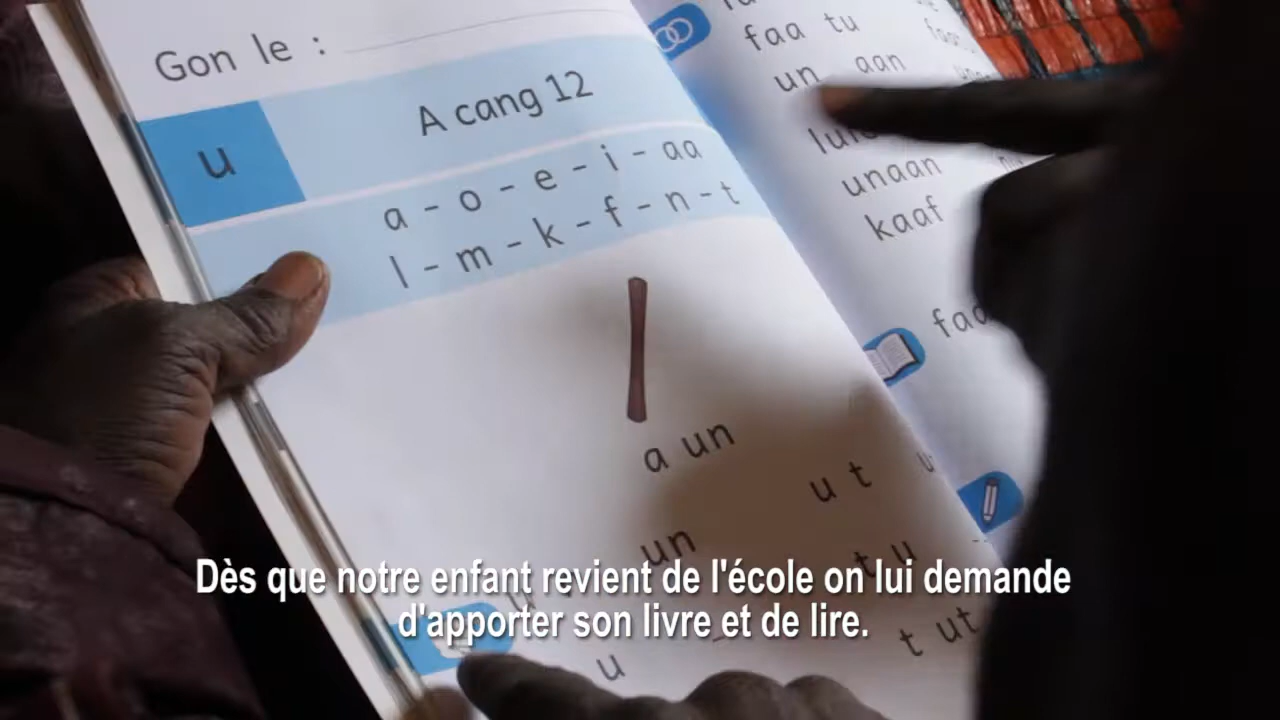 Gon le :
u
A cang 12
a - o - e - i - aa
l - m - k - f - n - t
a un
u t
un
t u
u
t ut
faa tu
un aan
unaan
kaaf
Dès que notre enfant revient de l'école on lui demande
d'apporter son livre et de lire.